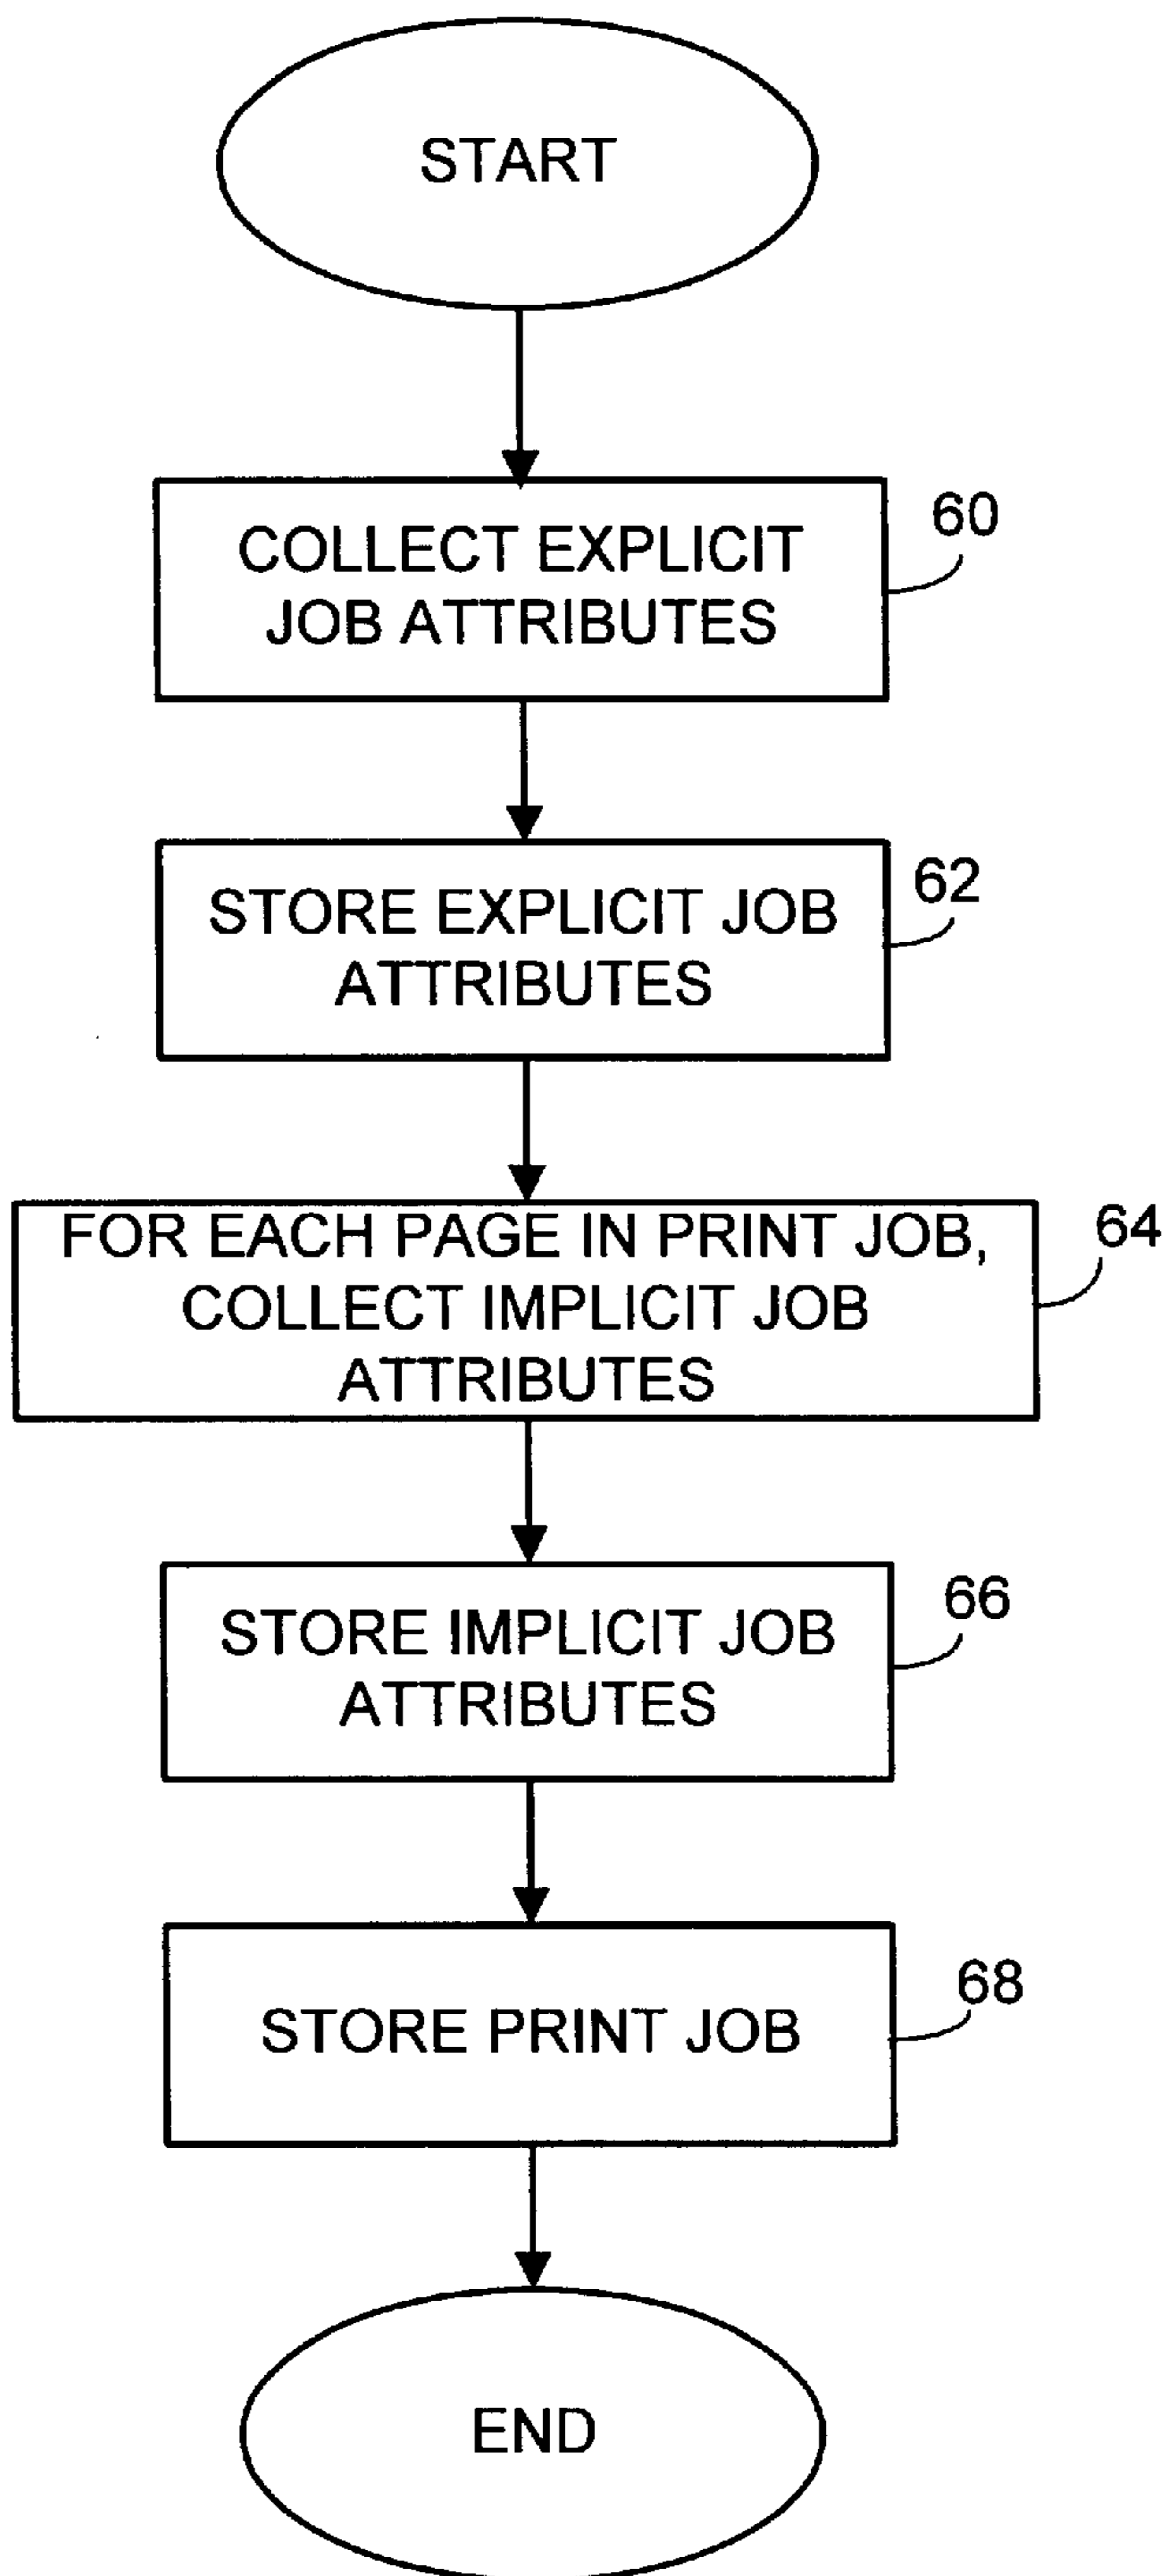 START
COLLECT EXPLICIT
JOB ATTRIBUTES
60
STORE EXPLICIT JOB
ATTRIBUTES
62
FOR EACH PAGE IN PRINT JOB,
COLLECT IMPLICIT JOB
ATTRIBUTES
64
STORE IMPLICIT JOB
ATTRIBUTES
66
STORE PRINT JOB
68
END